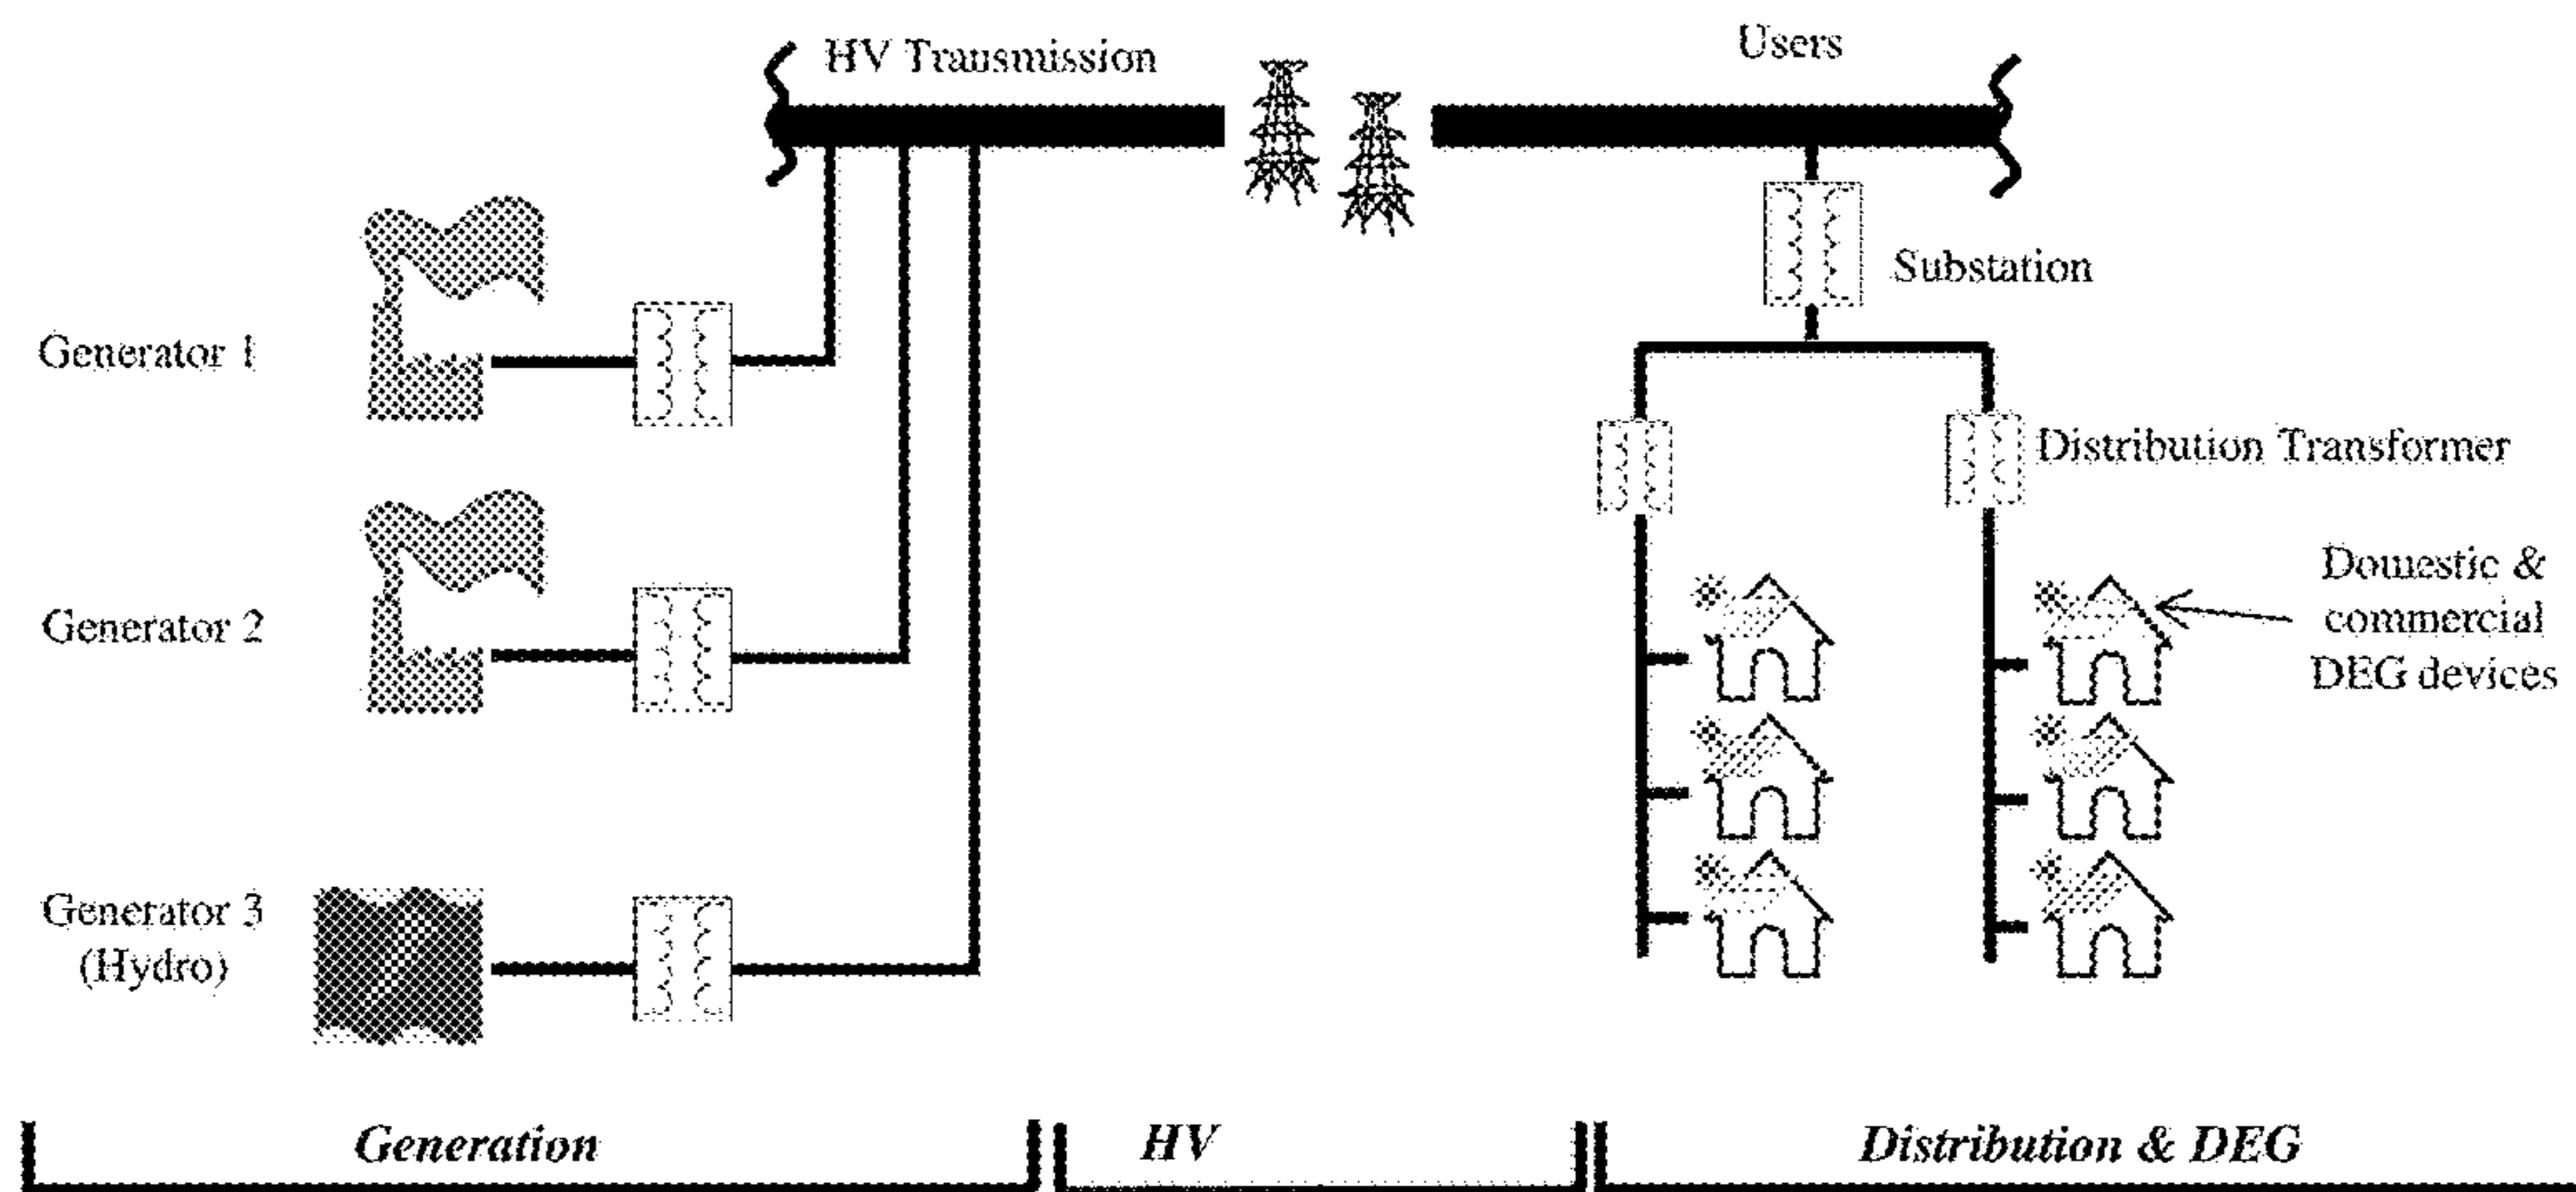 HV Transmission
Users
Substation
Generator 1
Distribution Transformer
Domestic &
commercial
DEG devices
Generator 2
Generator 3
(Hydro)
Generation
HV
Distribution & DEG